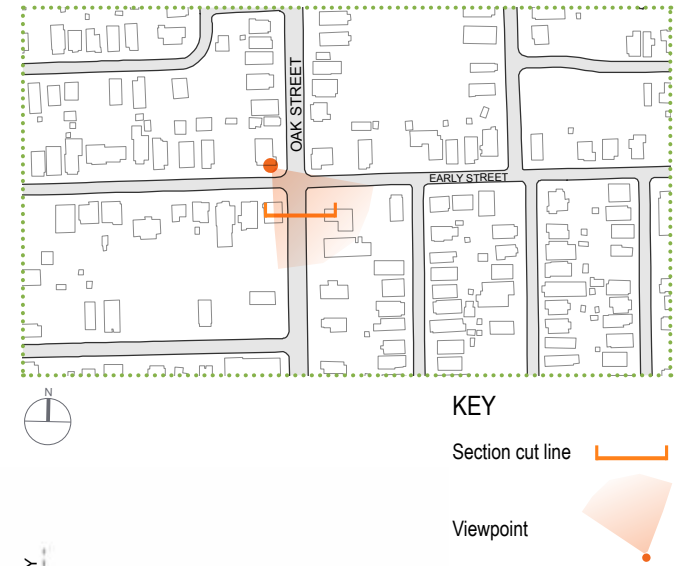 OAK STREET
EARLY STREET
N
KEY
Section cut line
Viewpoint
Y